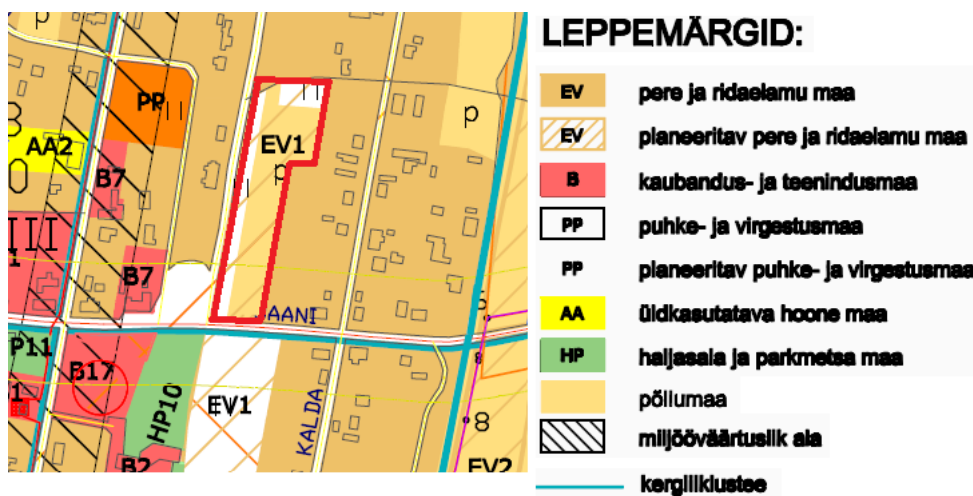 LEPPEMÄRGID:
EV pere ja ridaelamu maa
EV planeeritav pere ja ridaelamu maa
B kaubandus- ja teenindusmaa
PP puhke- ja virgestusmaa
PP planeeritav puhke- ja virgestusmaa
AA üldkasutatava hoone maa
HP haljasala ja parkmetsa maa
põllumaa
miljööväärtuslik ala
kergliiklustee
PP
EV1
p
p
AA2
B7
B7
III
AANI
P11
B17
HP10
EV1
KALDA
8
B2
EV2